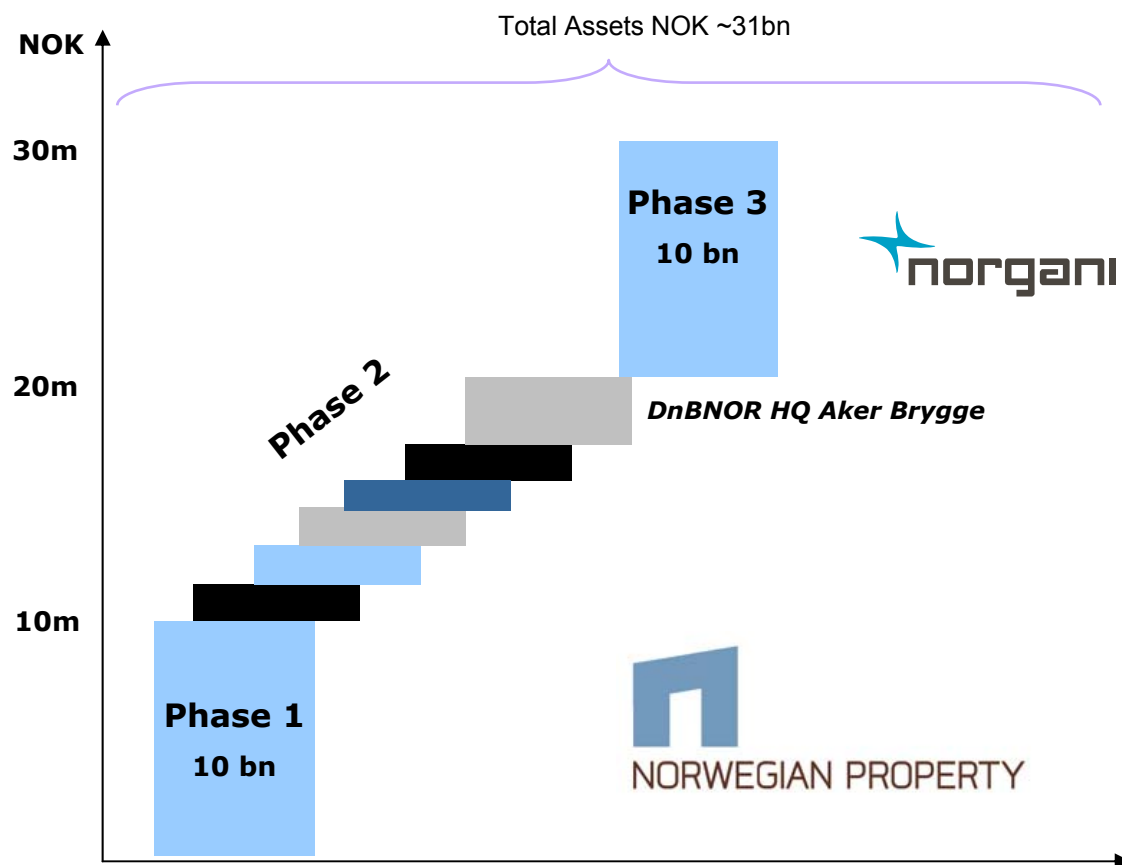 Total Assets NOK ~31bn
NOK
30m
Phase 3
10 bn
norgani
Phase 2
20m
DnBNOR HQ Aker Brygge
10m
Phase 1
10 bn
NORWEGIAN PROPERTY